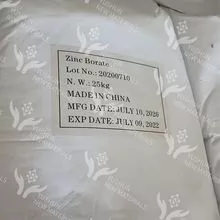 Zinc Borate
Lot No.: 20200710
N. W.: 25kg
MADE IN CHINA
MFG DATE: JULY 10, 2020
EXP DATE: JULY 09, 2022